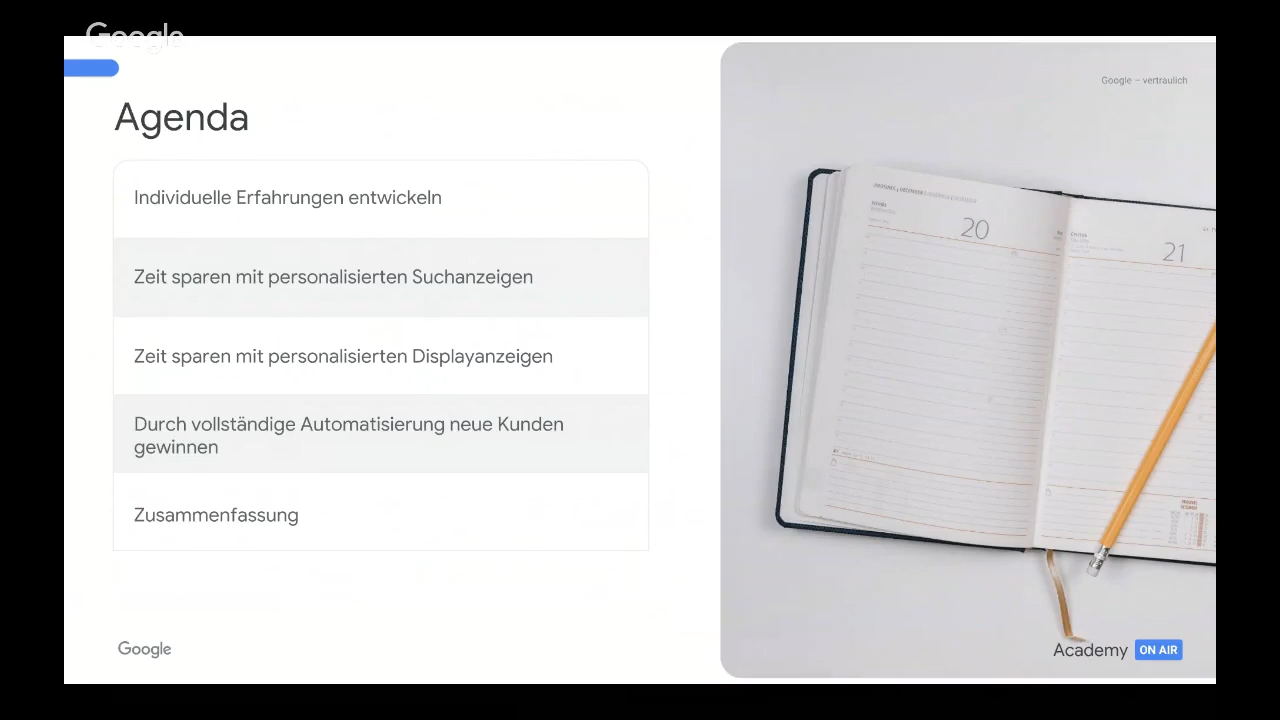 Google
Google – vertraulich
Agenda
Individuelle Erfahrungen entwickeln
Zeit sparen mit personalisierten Suchanzeigen
Zeit sparen mit personalisierten Displayanzeigen
Durch vollständige Automatisierung neue Kunden
gewinnen
Zusammenfassung
20
21
Google
Academy ON AIR